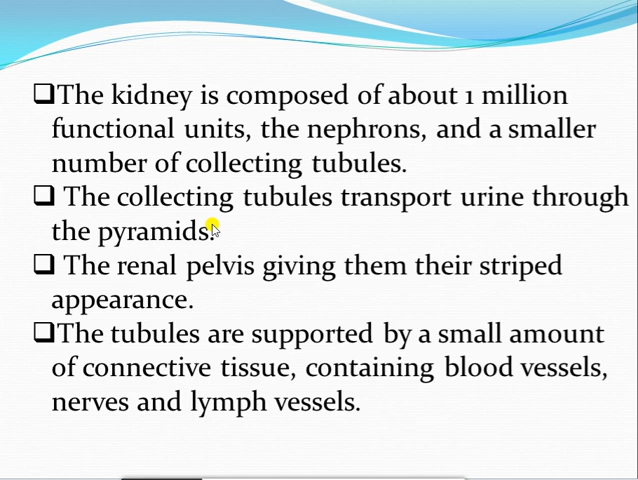 ❑The kidney is composed of about 1 million
functional units, the nephrons, and a smaller
number of collecting tubules.
❑ The collecting tubules transport urine through
the pyramids.
❑ The renal pelvis giving them their striped
appearance.
❑The tubules are supported by a small amount
of connective tissue, containing blood vessels,
nerves and lymph vessels.